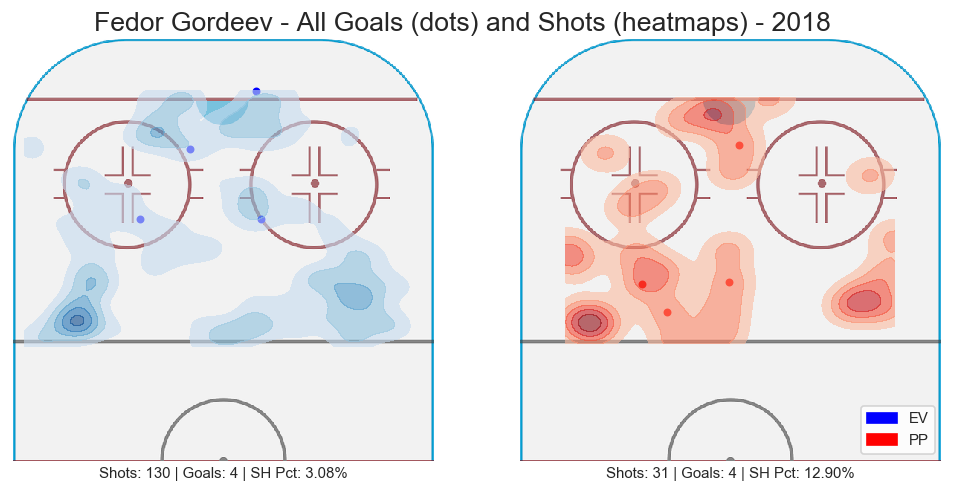 Fedor Gordeev - All Goals (dots) and Shots (heatmaps) - 2018
EV
PP
Shots: 130 | Goals: 4 | SH Pct: 3.08%
Shots: 31 | Goals: 4 | SH Pct: 12.90%